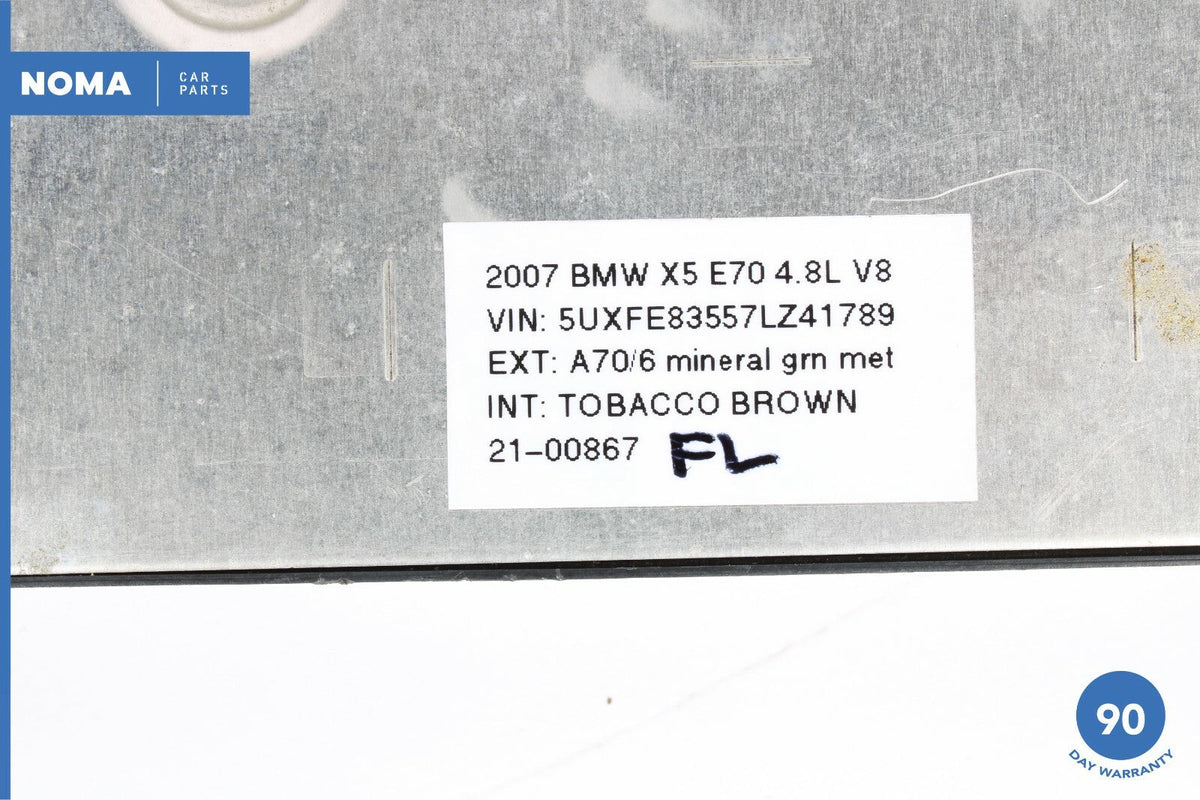 NOMA CAR
PARTS
2007 BMW X5 E70 4.8L V8
VIN: 5UXFE83557LZ41789
EXT: A70/6 mineral grn met
INT: TOBACCO BROWN
21-00867 FL
90
DAY WARRANTY